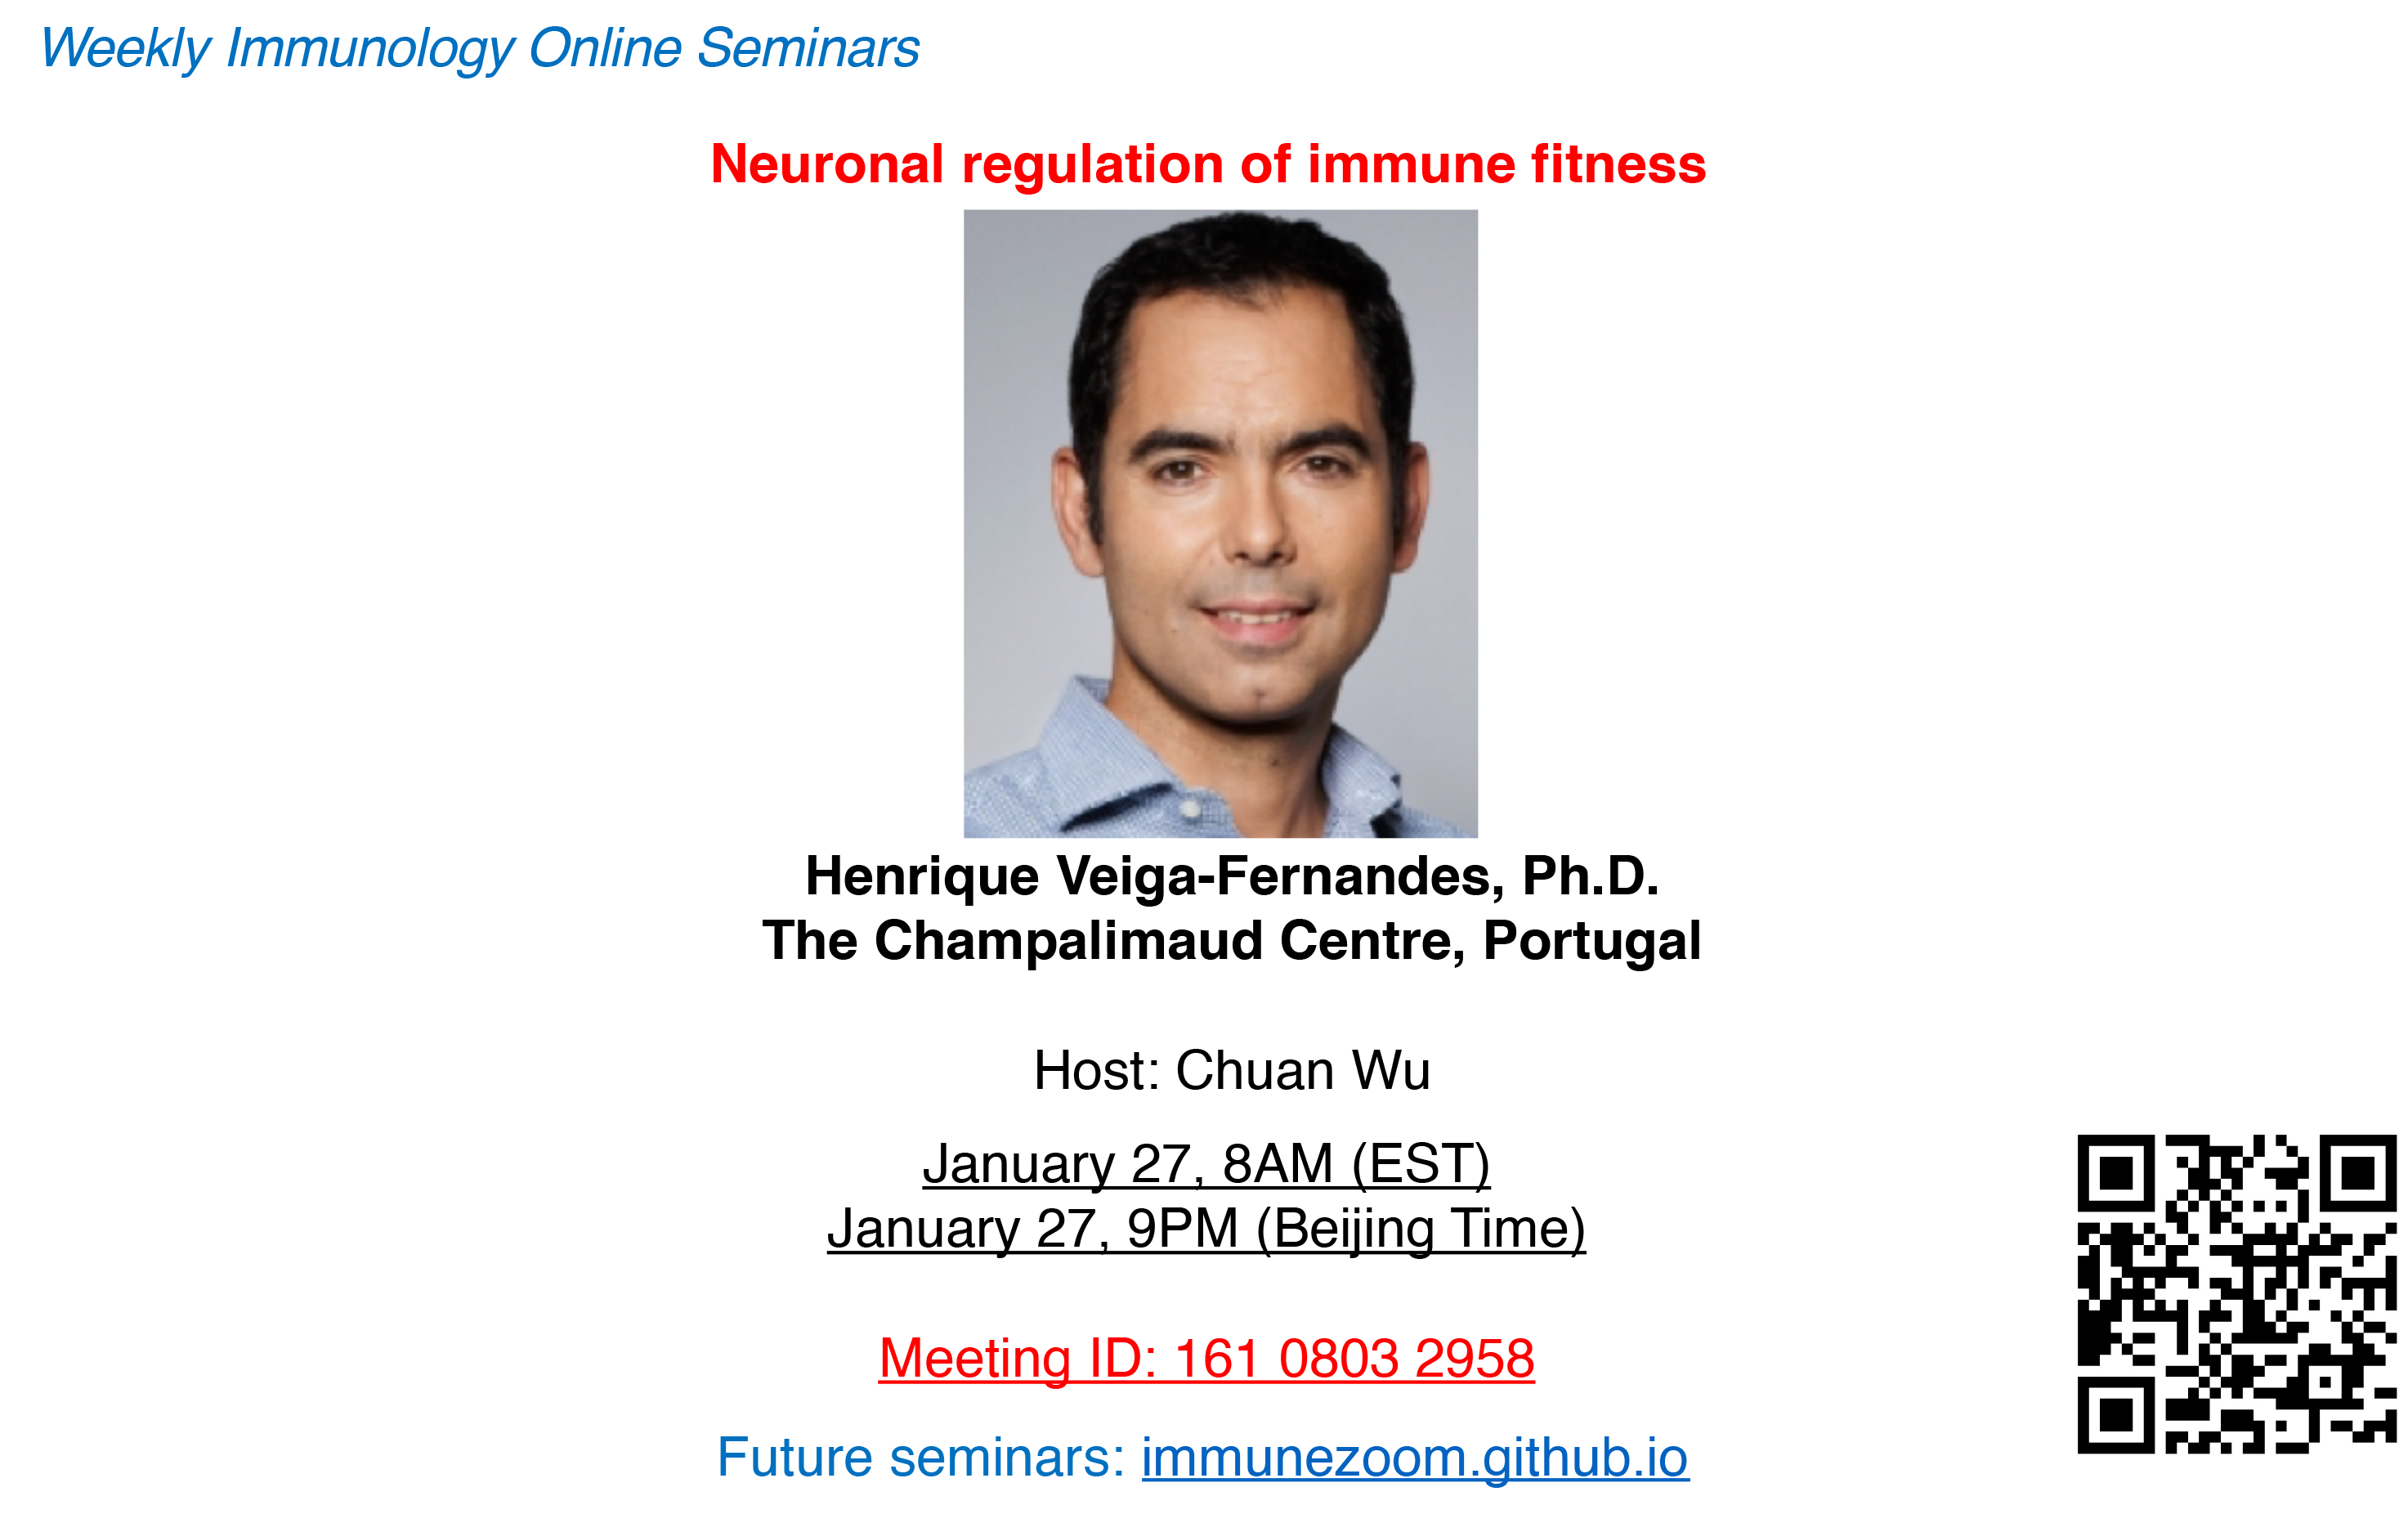 Weekly Immunology Online Seminars
Neuronal regulation of immune fitness
Henrique Veiga-Fernandes, Ph.D.
The Champalimaud Centre, Portugal
Host: Chuan Wu
January 27, 8AM (EST)
January 27, 9PM (Beijing Time)
Meeting ID: 161 0803 2958
Future seminars: immunezoom.github.io